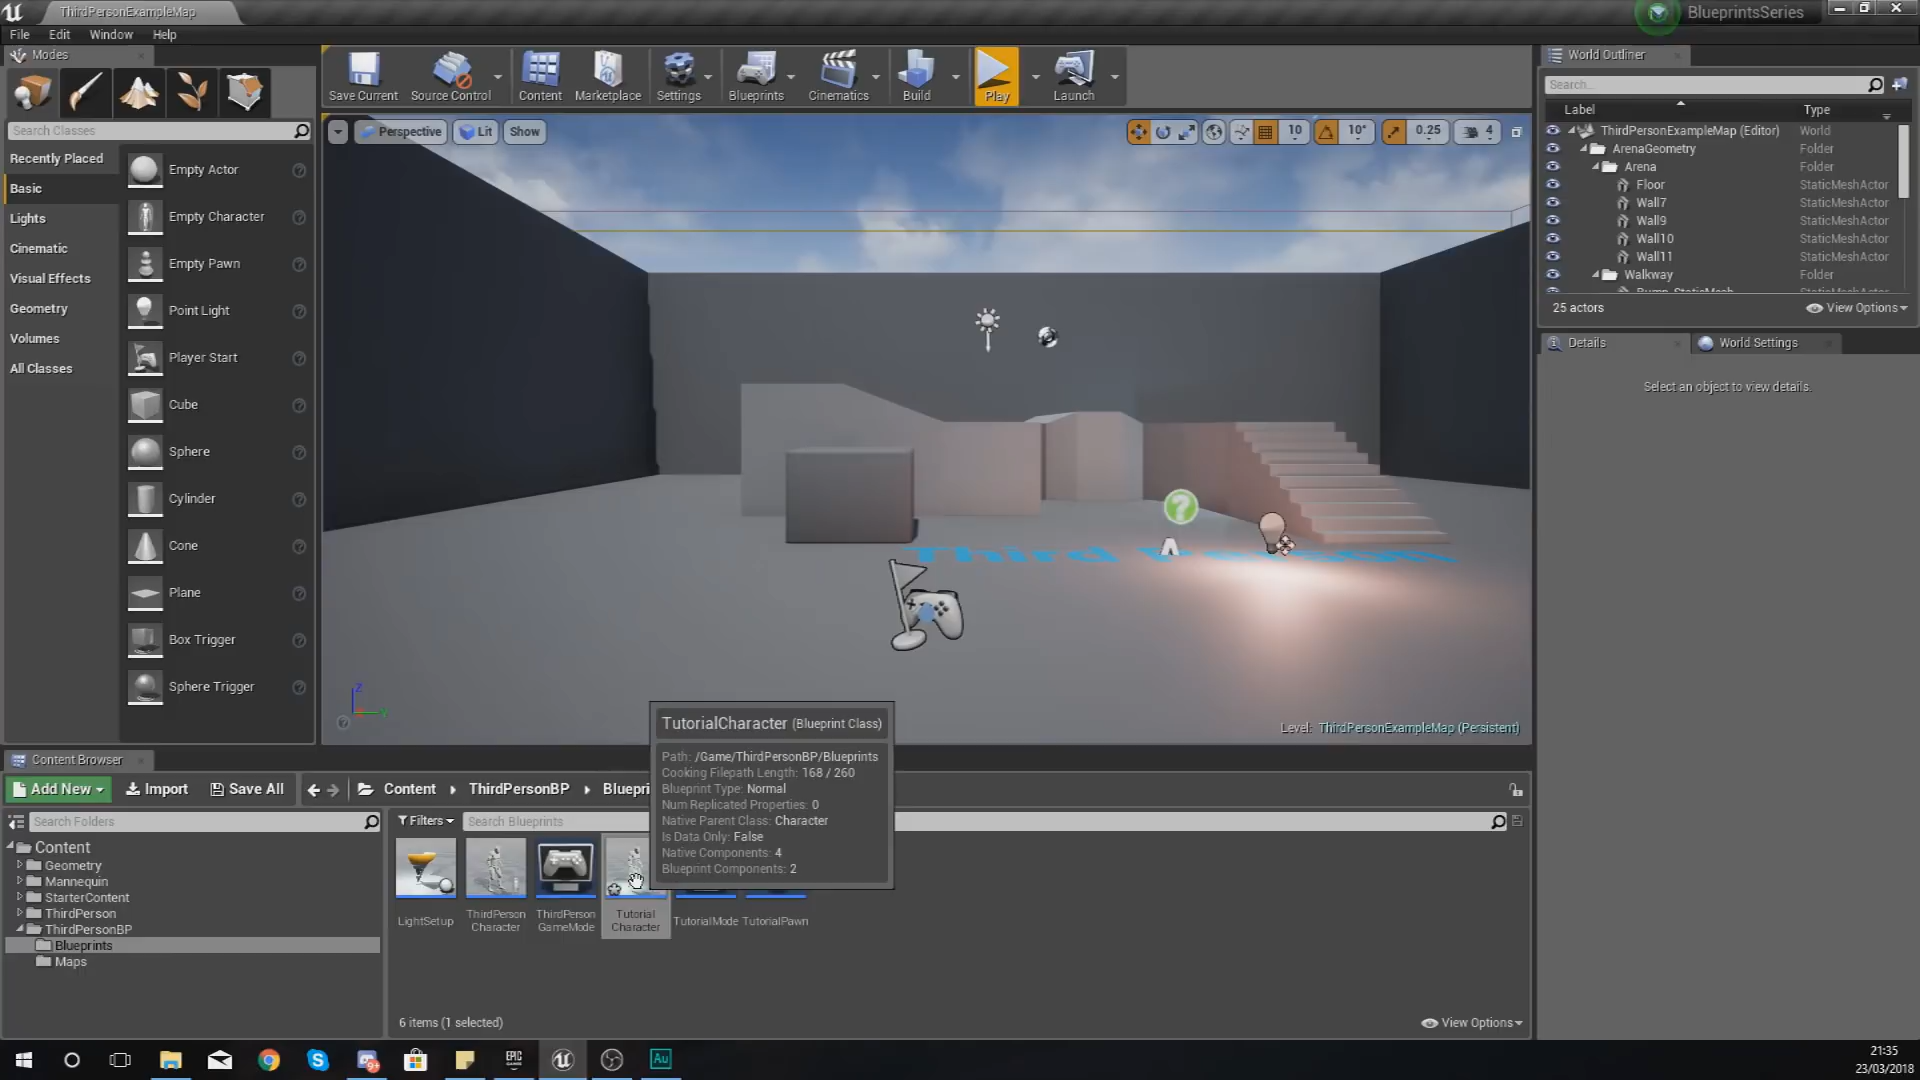 ThirdPersonExampleMap
BlueprintsSeries
File Edit Window Help
Modes
Save Current
Source Control
Content
Marketplace
Settings
Blueprints
Cinematics
Build
Play
Launch
Search Classes
Recently Placed
Basic
Lights
Cinematic
Visual Effects
Geometry
Volumes
All Classes
Empty Actor
Empty Character
Empty Pawn
Point Light
Player Start
Cube
Sphere
Cylinder
Cone
Plane
Box Trigger
Sphere Trigger
Perspective
Lit
Show
10
10°
0.25
4
Third
Level: ThirdPersonExampleMap (Persistent)
World Outliner
Search...
Label Type
ThirdPersonExampleMap (Editor) World
ArenaGeometry Folder
Arena Folder
Floor StaticMeshActor
Wall7 StaticMeshActor
Wall9 StaticMeshActor
Wall10 StaticMeshActor
Wall11 StaticMeshActor
Walkway Folder
25 actors
View Options
Details
World Settings
Select an object to view details.
Content Browser
Add New
Import
Save All
Content
ThirdPersonBP
Search Folders
Content
Geometry
Mannequin
StarterContent
ThirdPerson
ThirdPersonBP
Blueprints
Maps
Filters
Search Blueprints
TutorialCharacter (Blueprint Class)
Path: /Game/ThirdPersonBP/Blueprints
Cooking Filepath Length: 168 / 260
Blueprint Type: Normal
Num Replicated Properties: 0
Native Parent Class: Character
Is Data Only: False
Native Components: 4
Blueprint Components: 2
LightSetup
ThirdPerson
Character
ThirdPerson
GameMode
Tutorial
Character
TutorialMode
TutorialPawn
6 items (1 selected)
View Options
EPIC
GAMES
Au
21:35
23/03/2018